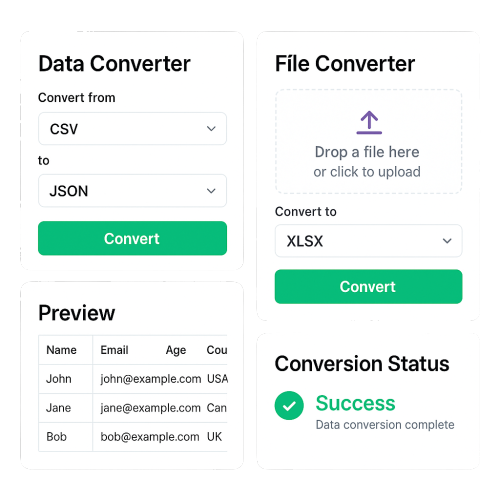 Data Converter
Convert from
CSV
to
JSON
Convert
File Converter
Drop a file here
or click to upload
Convert to
XLSX
Convert
Preview
Name Email Age Cou
John john@example.com USA
Jane jane@example.com Can
Bob bob@example.com UK
Conversion Status
Success
Data conversion complete